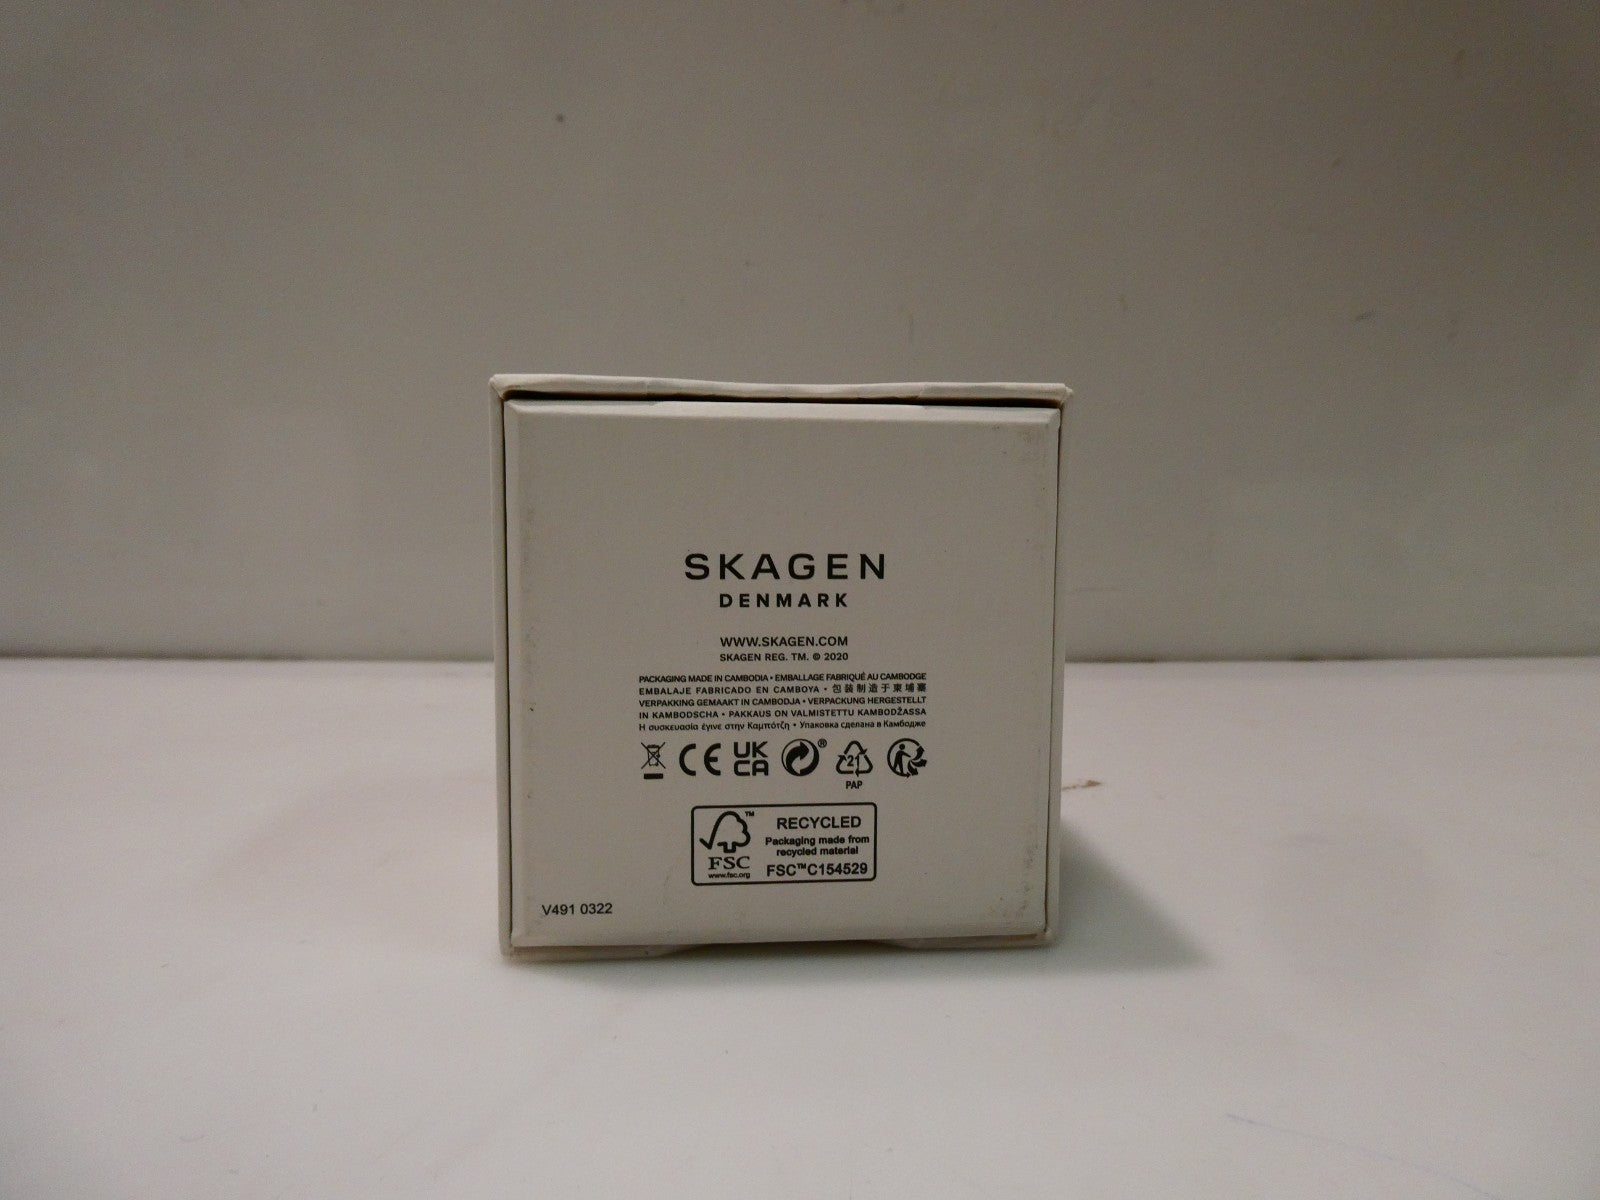 SKAGEN
DENMARK
WWW.SKAGEN.COM
SKAGEN REG. TM. © 2020
PACKAGING MADE IN CAMBODIA • EMBALLAGE FABRIQUÉ AU CAMBODGE
EMBALAJE FABRICADO EN CAMBOYA • 包装制造于柬埔寨
VERPAKKING GEMAAKT IN CAMBODJA • VERPACKUNG HERGESTELLT
IN KAMBODSCHA • PAKKAUS ON VALMISTETTU KAMBODŽASSA
Η συσκευασία έγινε στην Καμπότζη • Упаковка сделана в Камбодже
CE UK CA ® 21
PAP
FSC™
www.fsc.org
RECYCLED
Packaging made from
recycled material
FSC™C154529
V491 0322